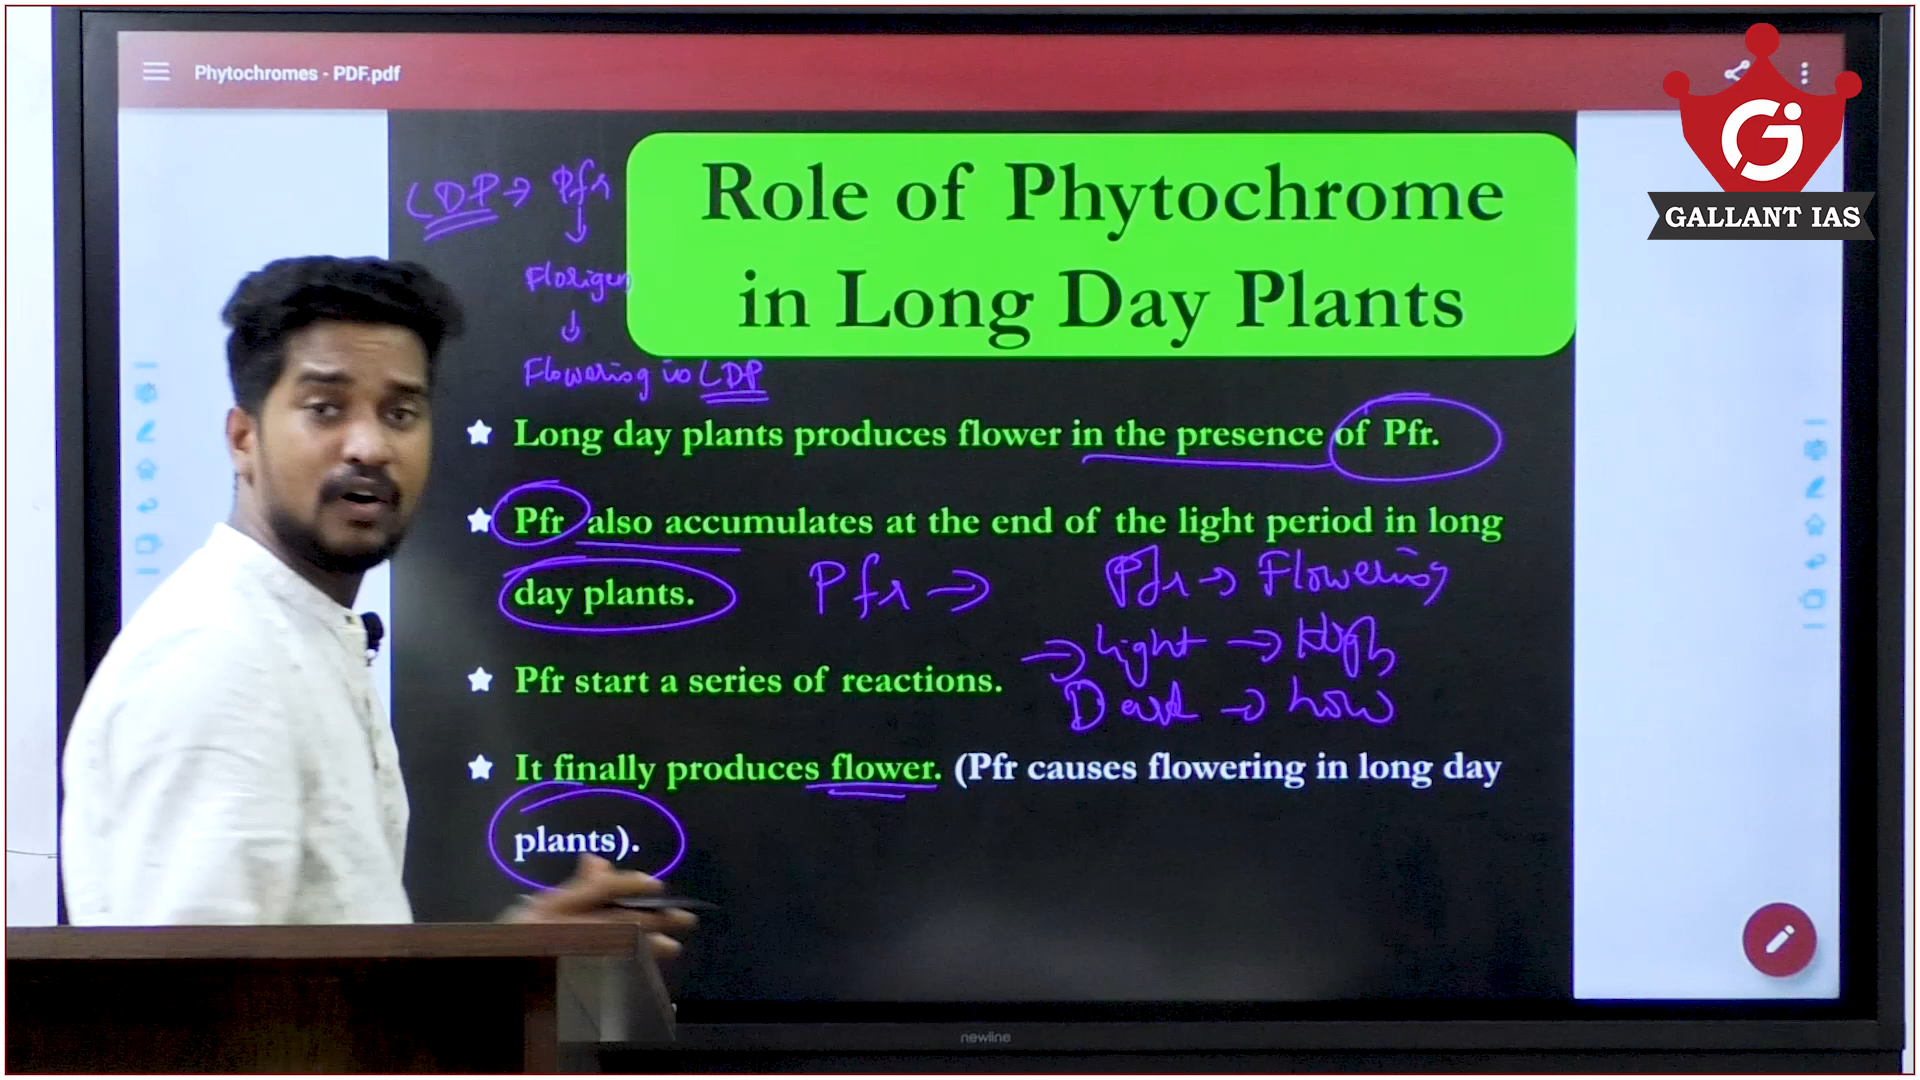 Phytochromes - PDF.pdf
GALLANT IAS
Role of Phytochrome
in Long Day Plants
LDP → Pfr
↓
Florigen
↓
Flowering in LDP
Long day plants produces flower in the presence of Pfr.
Pfr also accumulates at the end of the light period in long
day plants.
Pfr →
Pfr → Flowering
→ Light → High
Dark → Low
Pfr start a series of reactions.
It finally produces flower. (Pfr causes flowering in long day
plants).
newline